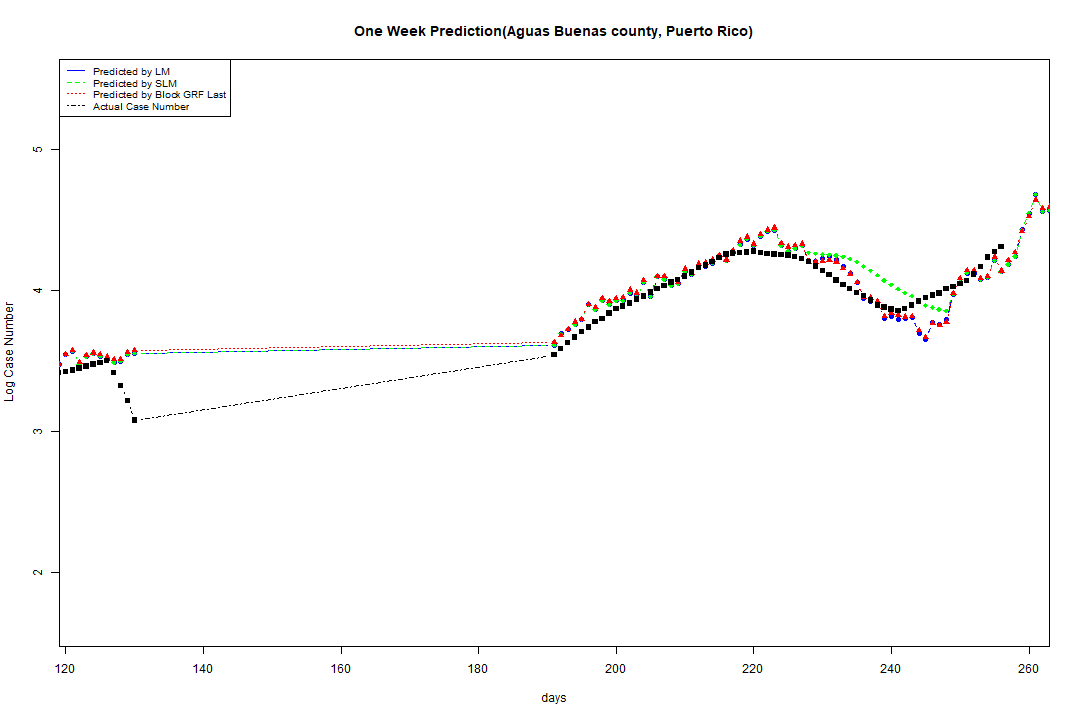 One Week Prediction(Aguas Buenas county, Puerto Rico)
Predicted by LM
Predicted by SLM
Predicted by Block GRF Last
Actual Case Number
5
4
3
2
Log Case Number
120 140 160 180 200 220 240 260
days